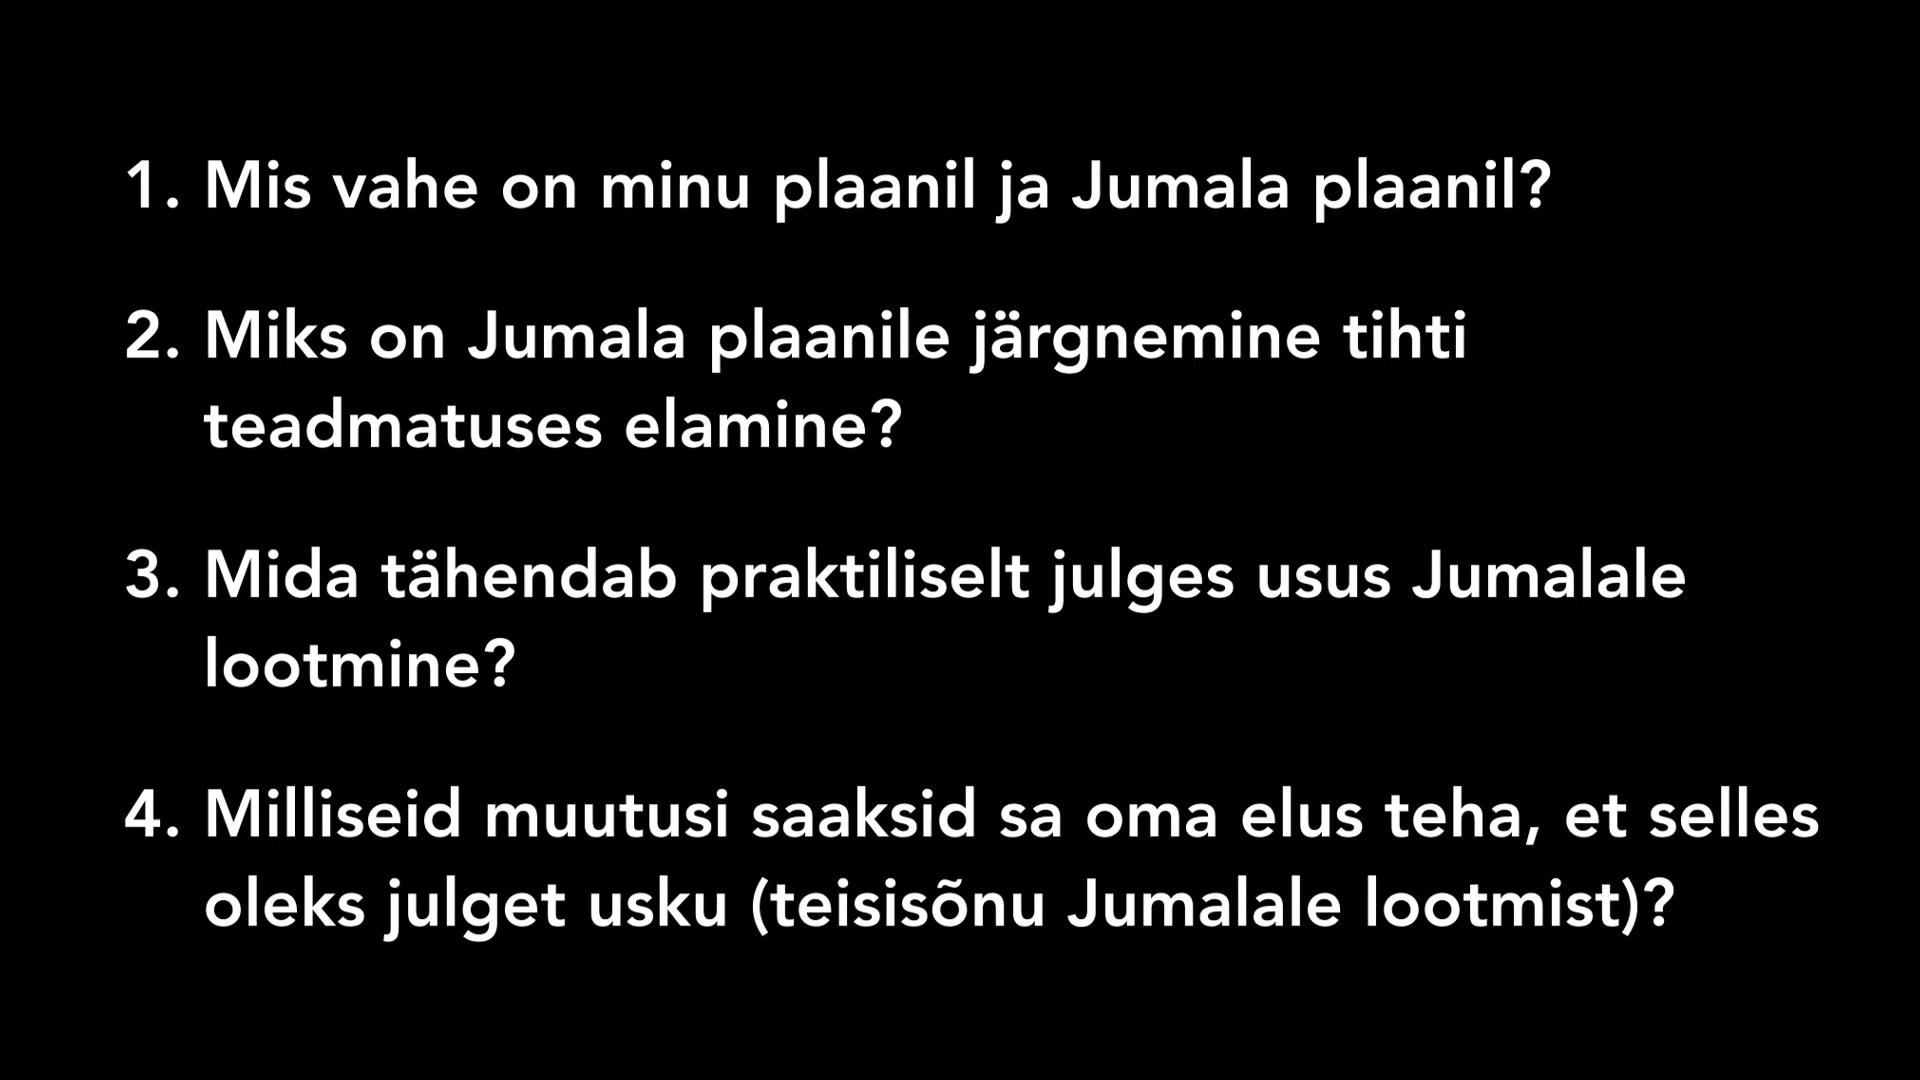 1. Mis vahe on minu plaanil ja Jumala plaanil?
2. Miks on Jumala plaanile järgnemine tihti
teadmatuses elamine?
3. Mida tähendab praktiliselt julges usus Jumalale
lootmine?
4. Milliseid muutusi saaksid sa oma elus teha, et selles
oleks julget usku (teisisõnu Jumalale lootmist)?